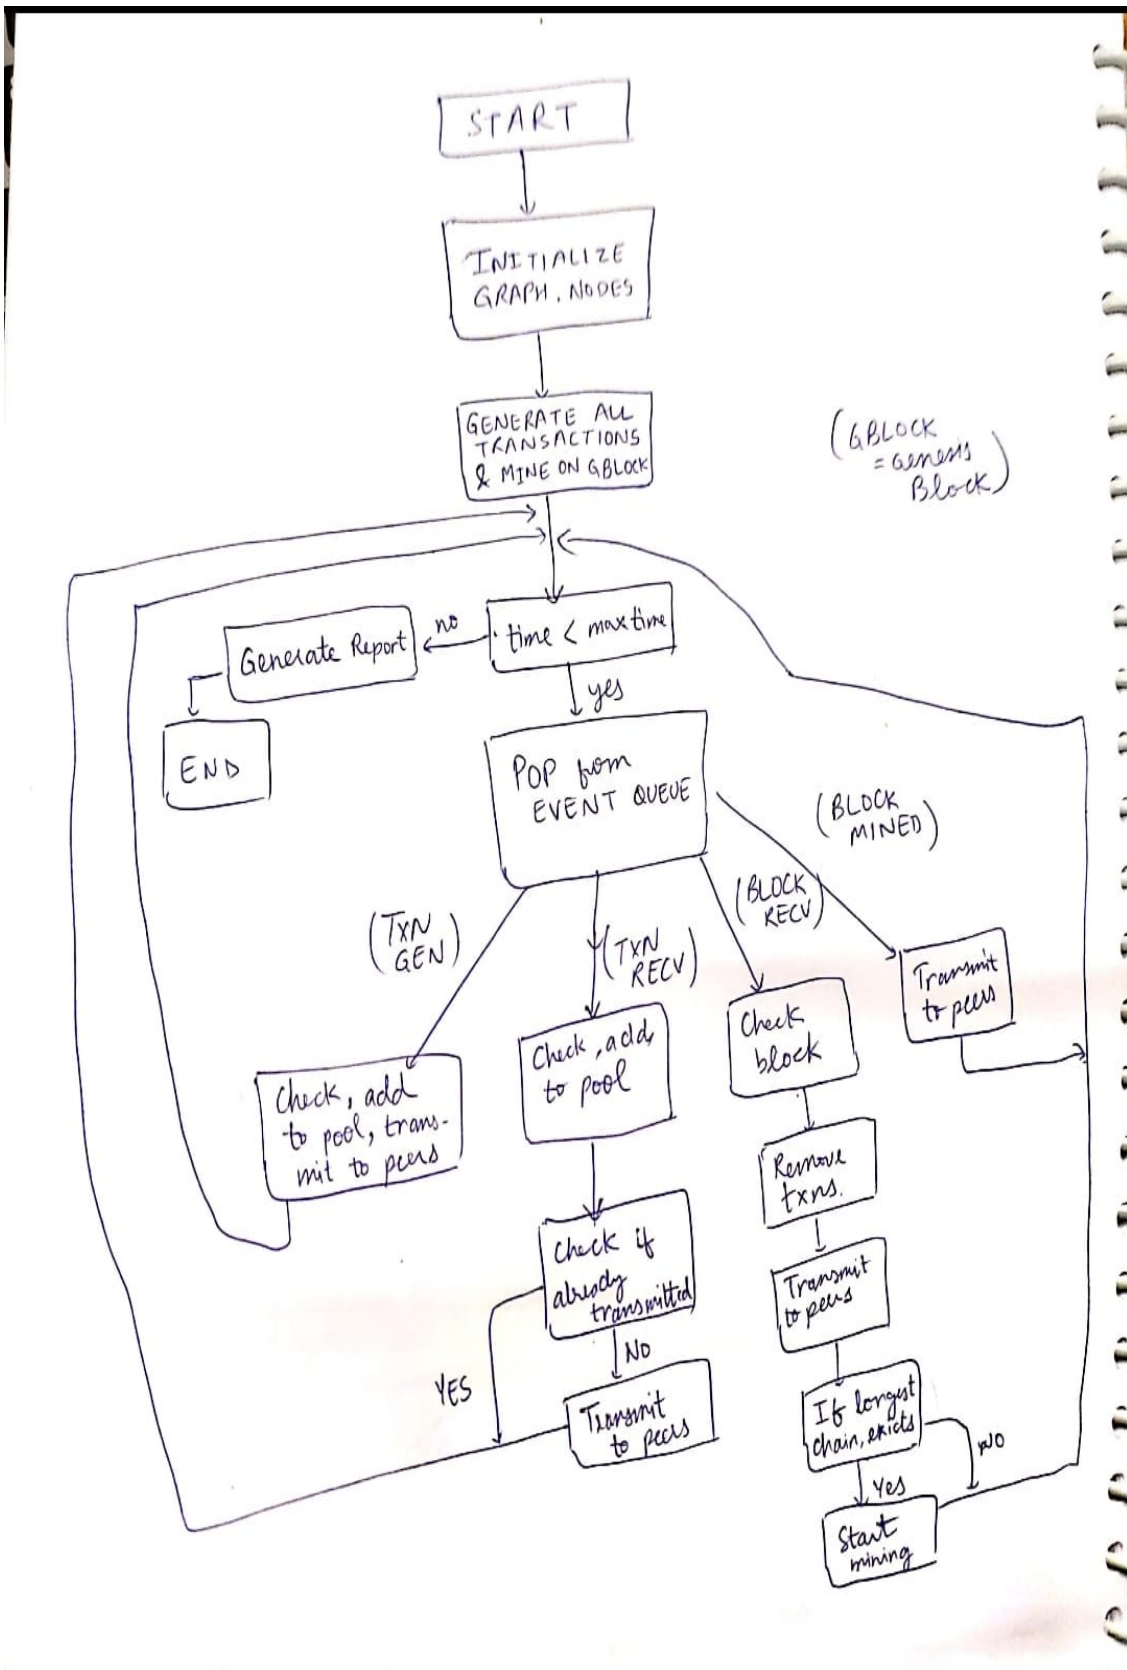 START
INITIALIZE
GRAPH, NODES
GENERATE ALL
TRANSACTIONS
& MINE ON GBLOCK
(GBLOCK
= Genesis
Block)
time < max time
no
Generate Report
END
yes
POP from
EVENT QUEUE
(BLOCK
MINED)
(BLOCK
RECV)
(TXN
GEN)
(TXN
RECV)
Transmit
to peers
Check
block
Check, add
to pool
Check, add
to pool, trans-
mit to peers
Remove
txns.
Check if
already
transmitted
Transmit
to peers
NO
YES
Transmit
to peers
If longest
chain, exists
NO
Yes
Start
mining